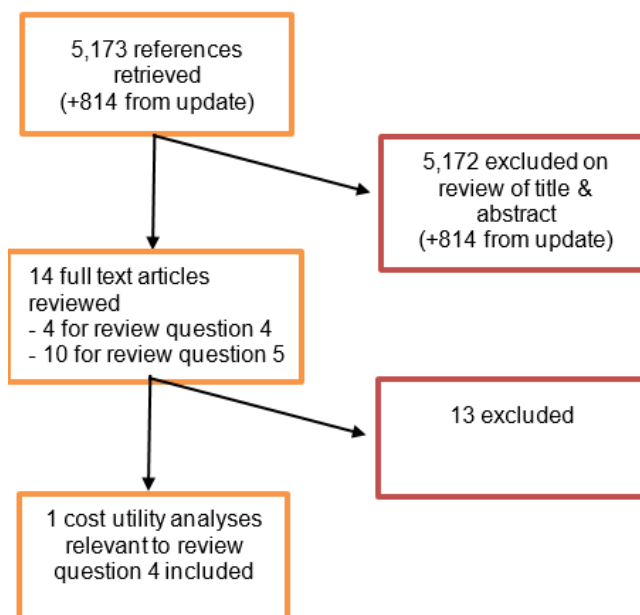 5,173 references
retrieved
(+814 from update)
5,172 excluded on
review of title &
abstract
(+814 from update)
14 full text articles
reviewed
- 4 for review question 4
- 10 for review question 5
13 excluded
1 cost utility analyses
relevant to review
question 4 included